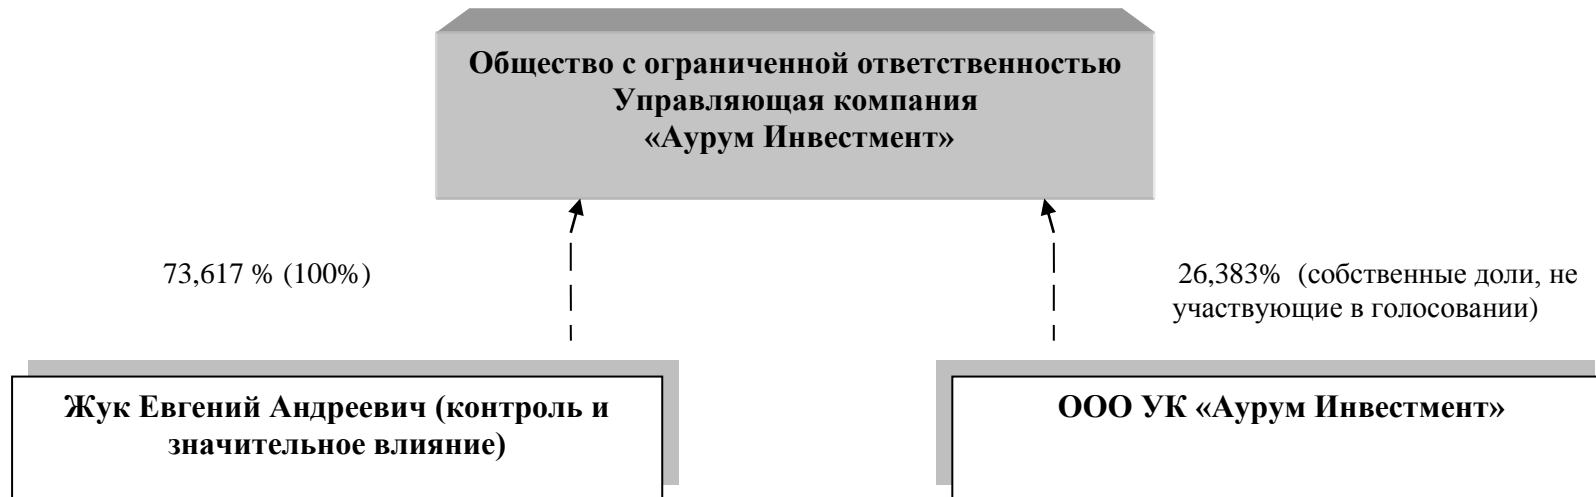 Общество с ограниченной ответственностью
Управляющая компания
«Аурум Инвестмент»
73,617 % (100%)
26,383% (собственные доли, не
участвующие в голосовании)
Жук Евгений Андреевич (контроль и
значительное влияние)
ООО УК «Аурум Инвестмент»